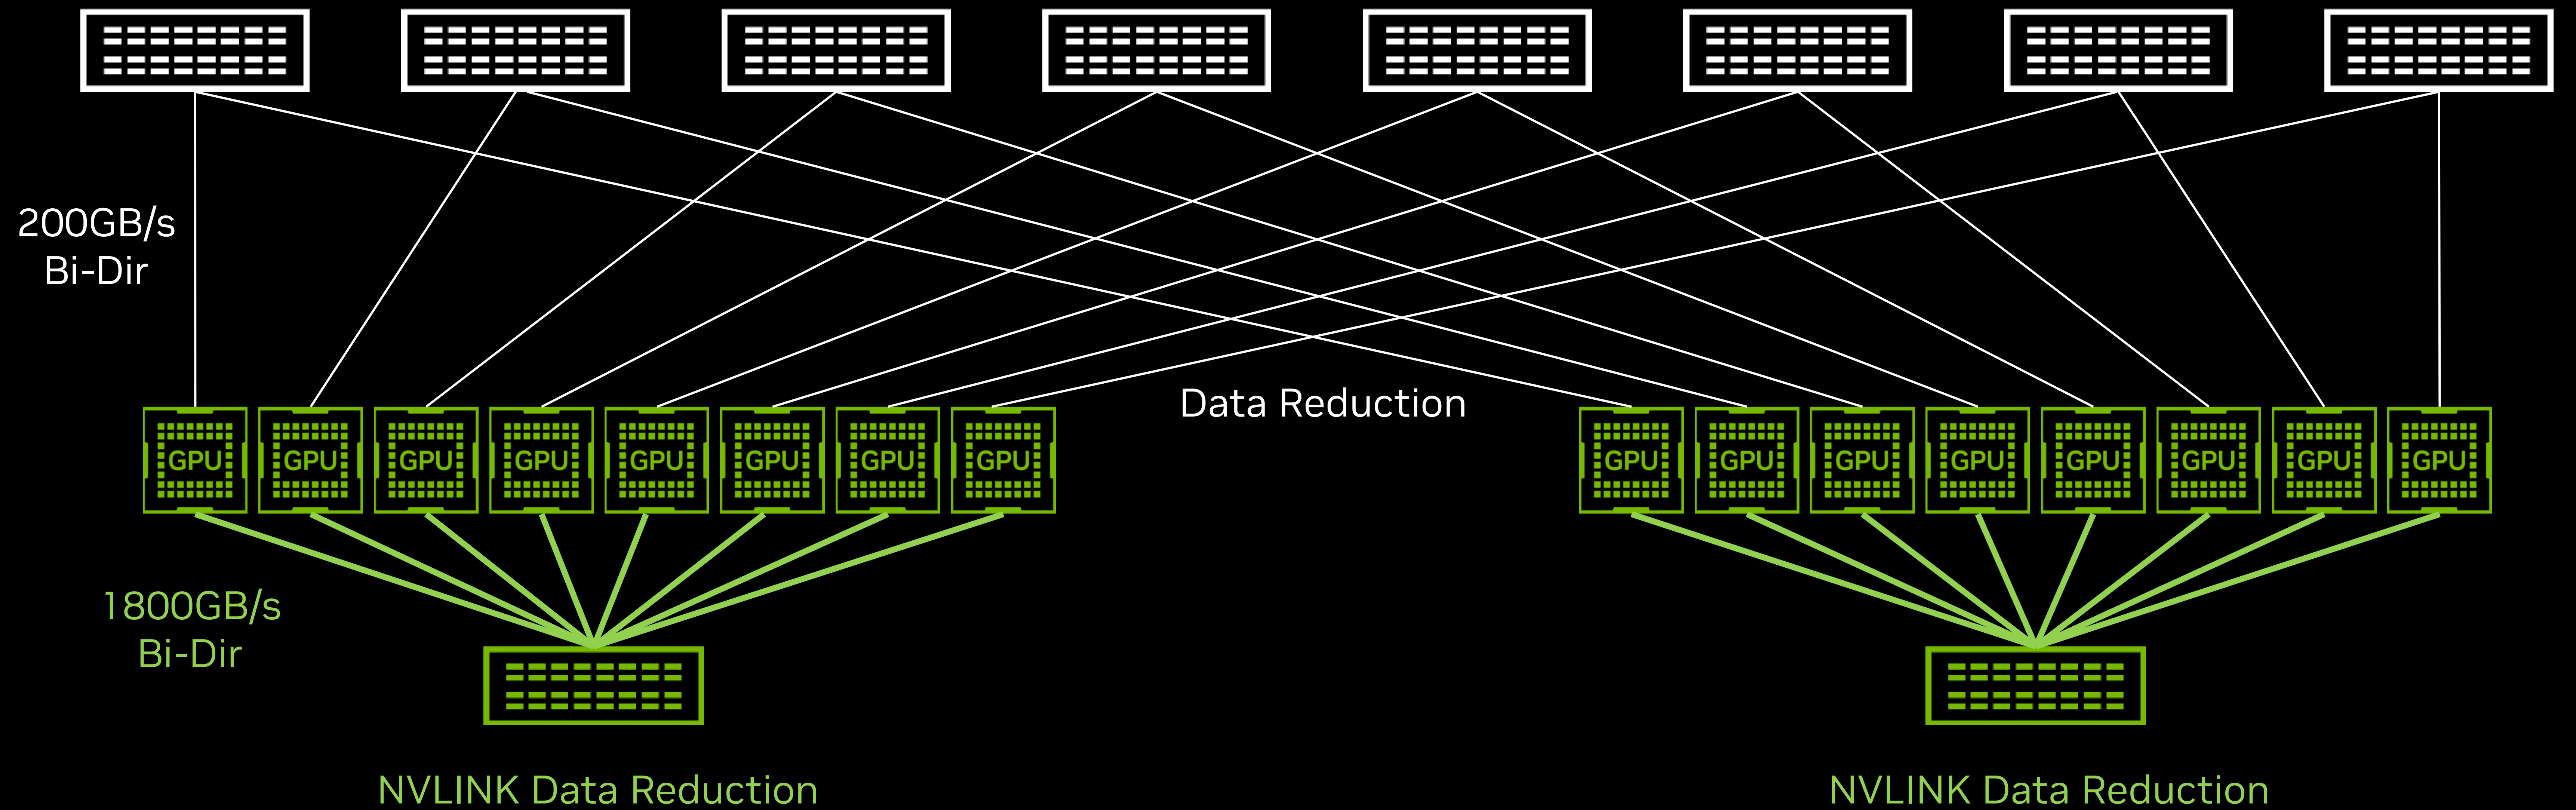 200GB/s
Bi-Dir
Data Reduction
GPU GPU GPU GPU GPU GPU GPU GPU
GPU GPU GPU GPU GPU GPU GPU GPU
1800GB/s
Bi-Dir
NVLINK Data Reduction
NVLINK Data Reduction